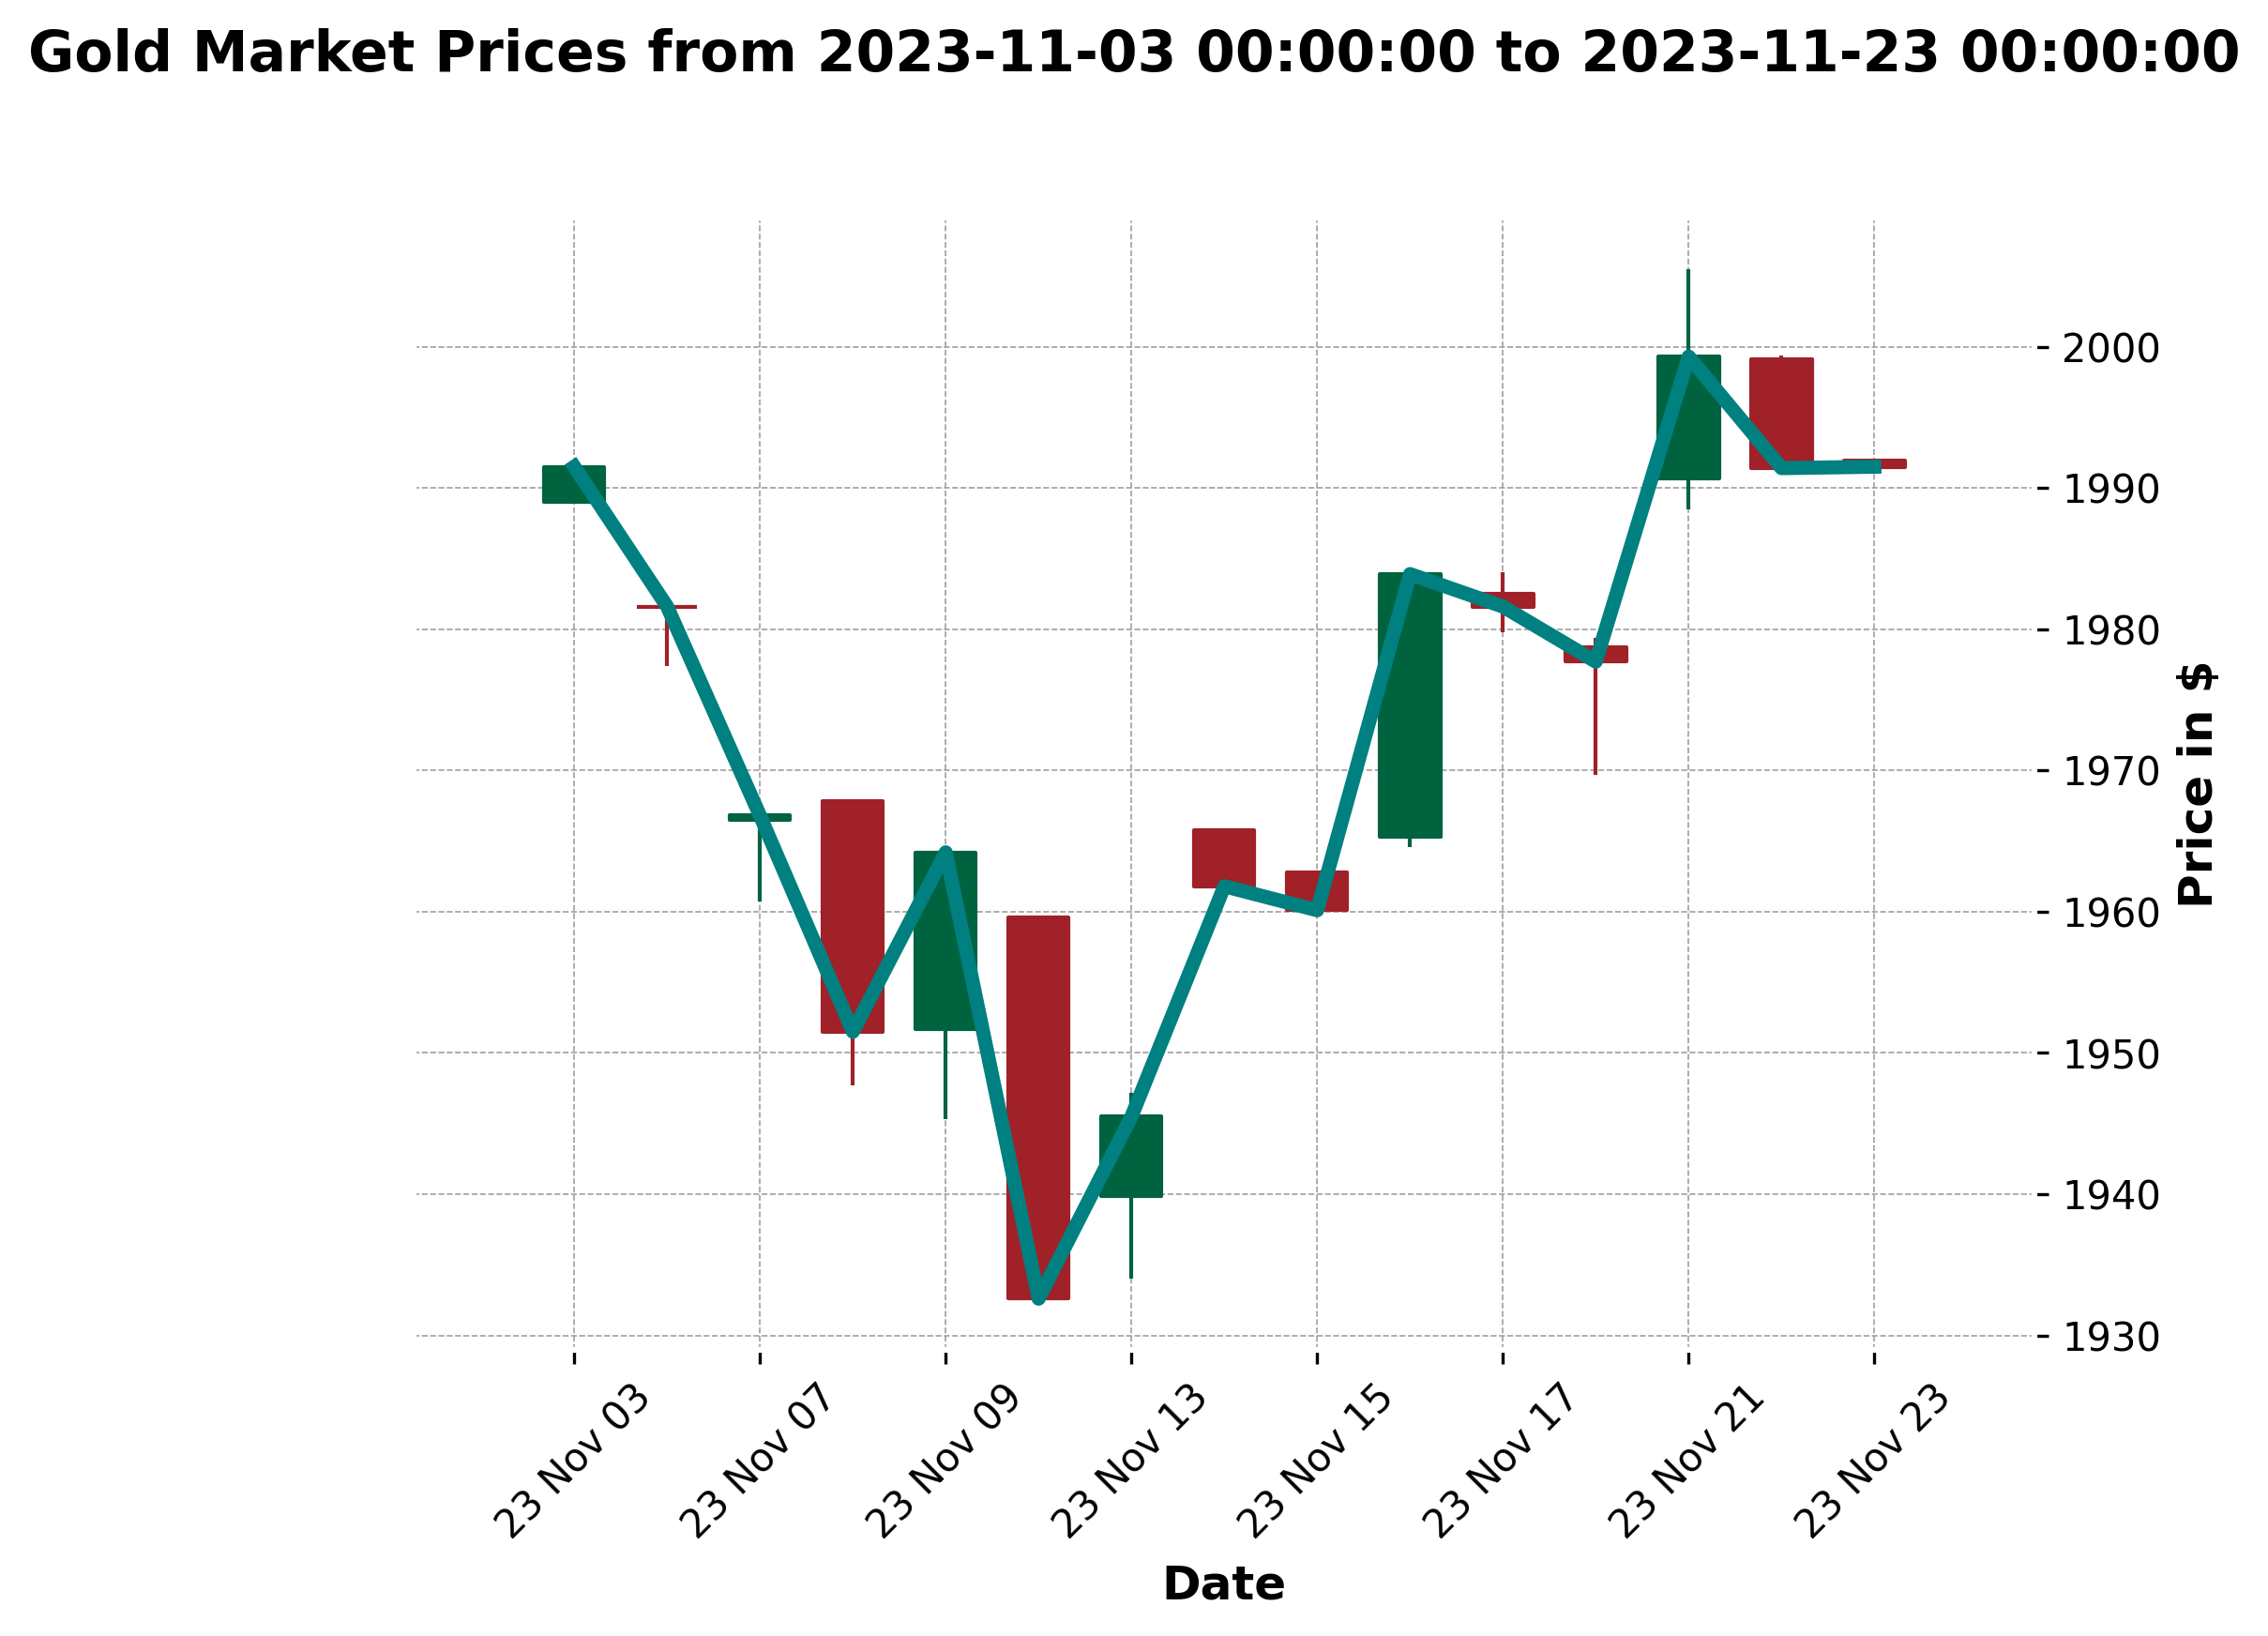 Gold Market Prices from 2023-11-03 00:00:00 to 2023-11-23 00:00:00
2000
1990
1980
1970
1960
1950
1940
1930
Price in $
23 Nov 03
23 Nov 07
23 Nov 09
23 Nov 13
23 Nov 15
23 Nov 17
23 Nov 21
23 Nov 23
Date